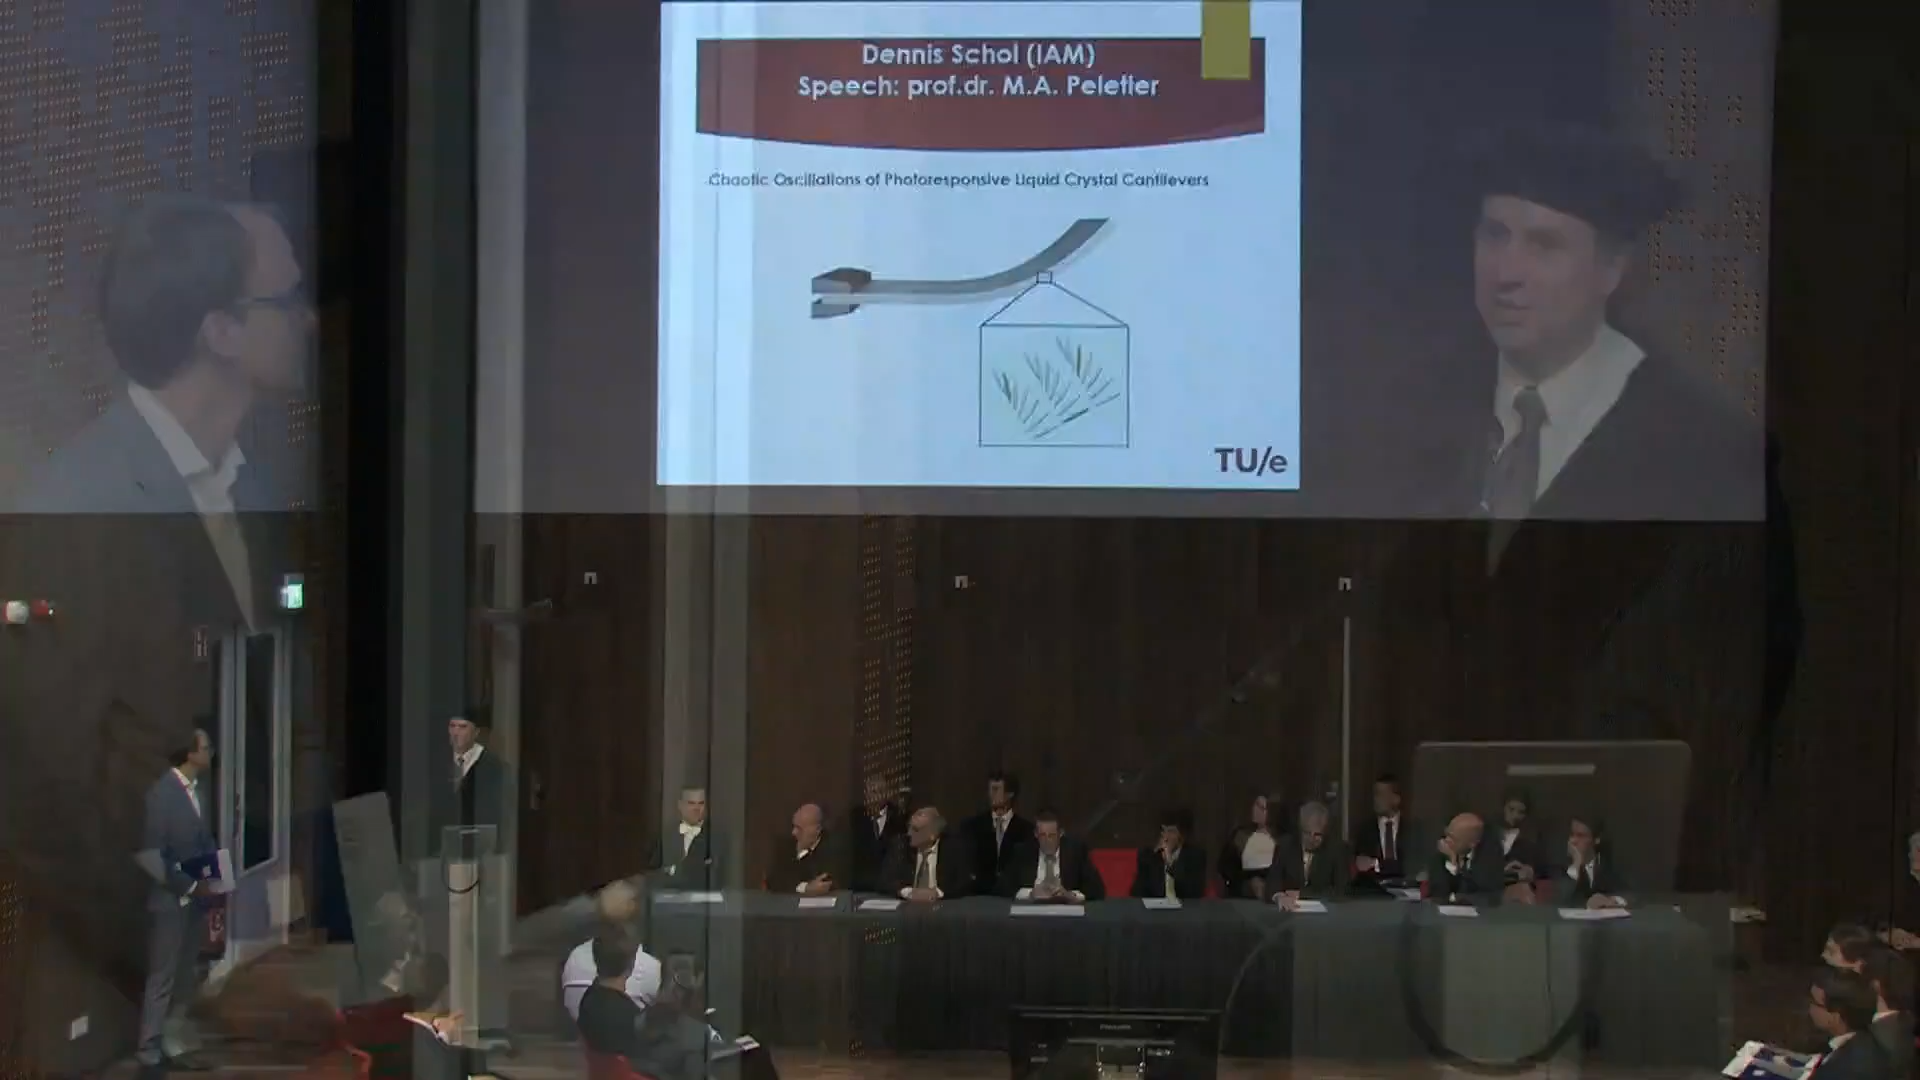 Dennis Schol (IAM)
Speech: prof.dr. M.A. Peletier
Chaotic Oscillations of Photoresponsive Liquid Crystal Cantilevers
TU/e